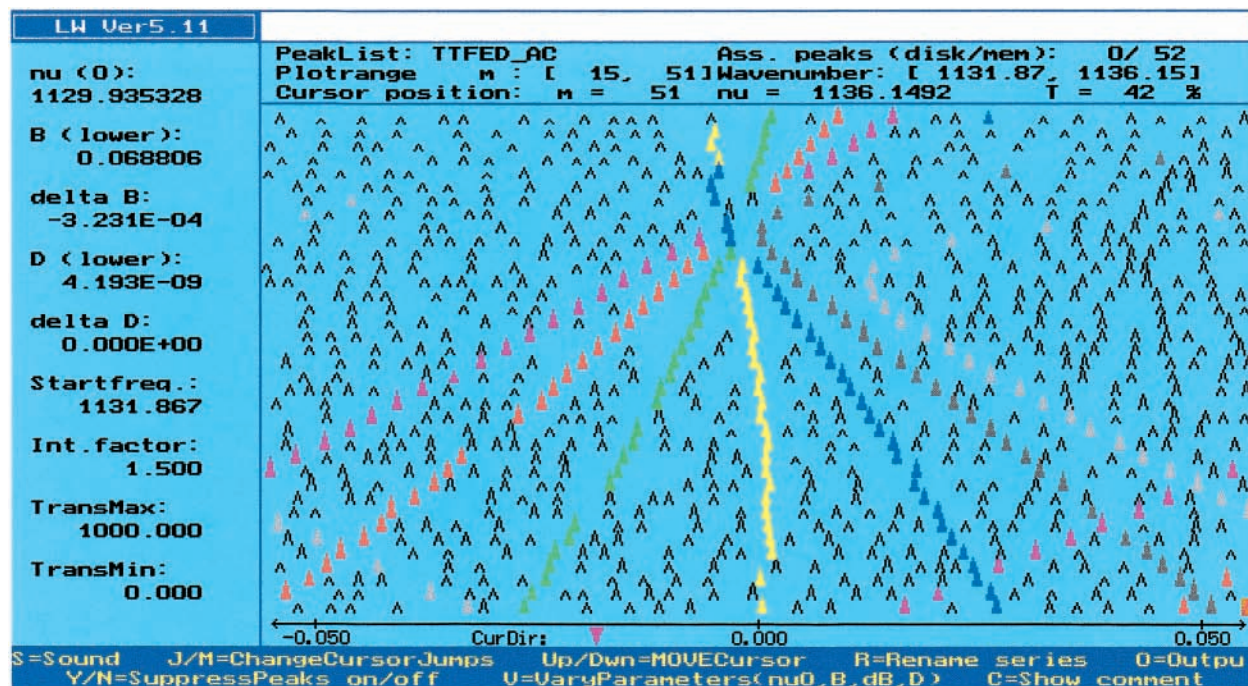 LW Ver5.11
nu (0):
1129.935328
B (lower):
0.068806
delta B:
-3.231E-04
D (lower):
4.193E-09
delta D:
0.000E+00
Startfreq.:
1131.867
Int.factor:
1.500
TransMax:
1000.000
TransMin:
0.000
PeakList: TTFED_AC Ass. peaks (disk/mem): 0/ 52
Plotrange m : [ 15, 51] Wavenumber: [ 1131.87, 1136.15]
Cursor position: m = 51 nu = 1136.1492 T = 42 %
-0.050 CurDir: 0.000 0.050
S=Sound J/M=ChangeCursorJumps Up/Dwn=MOVECursor R=Rename series O=Outpu
Y/N=SuppressPeaks on/off V=VaryParameters(nu0,B,dB,D) C=Show comment